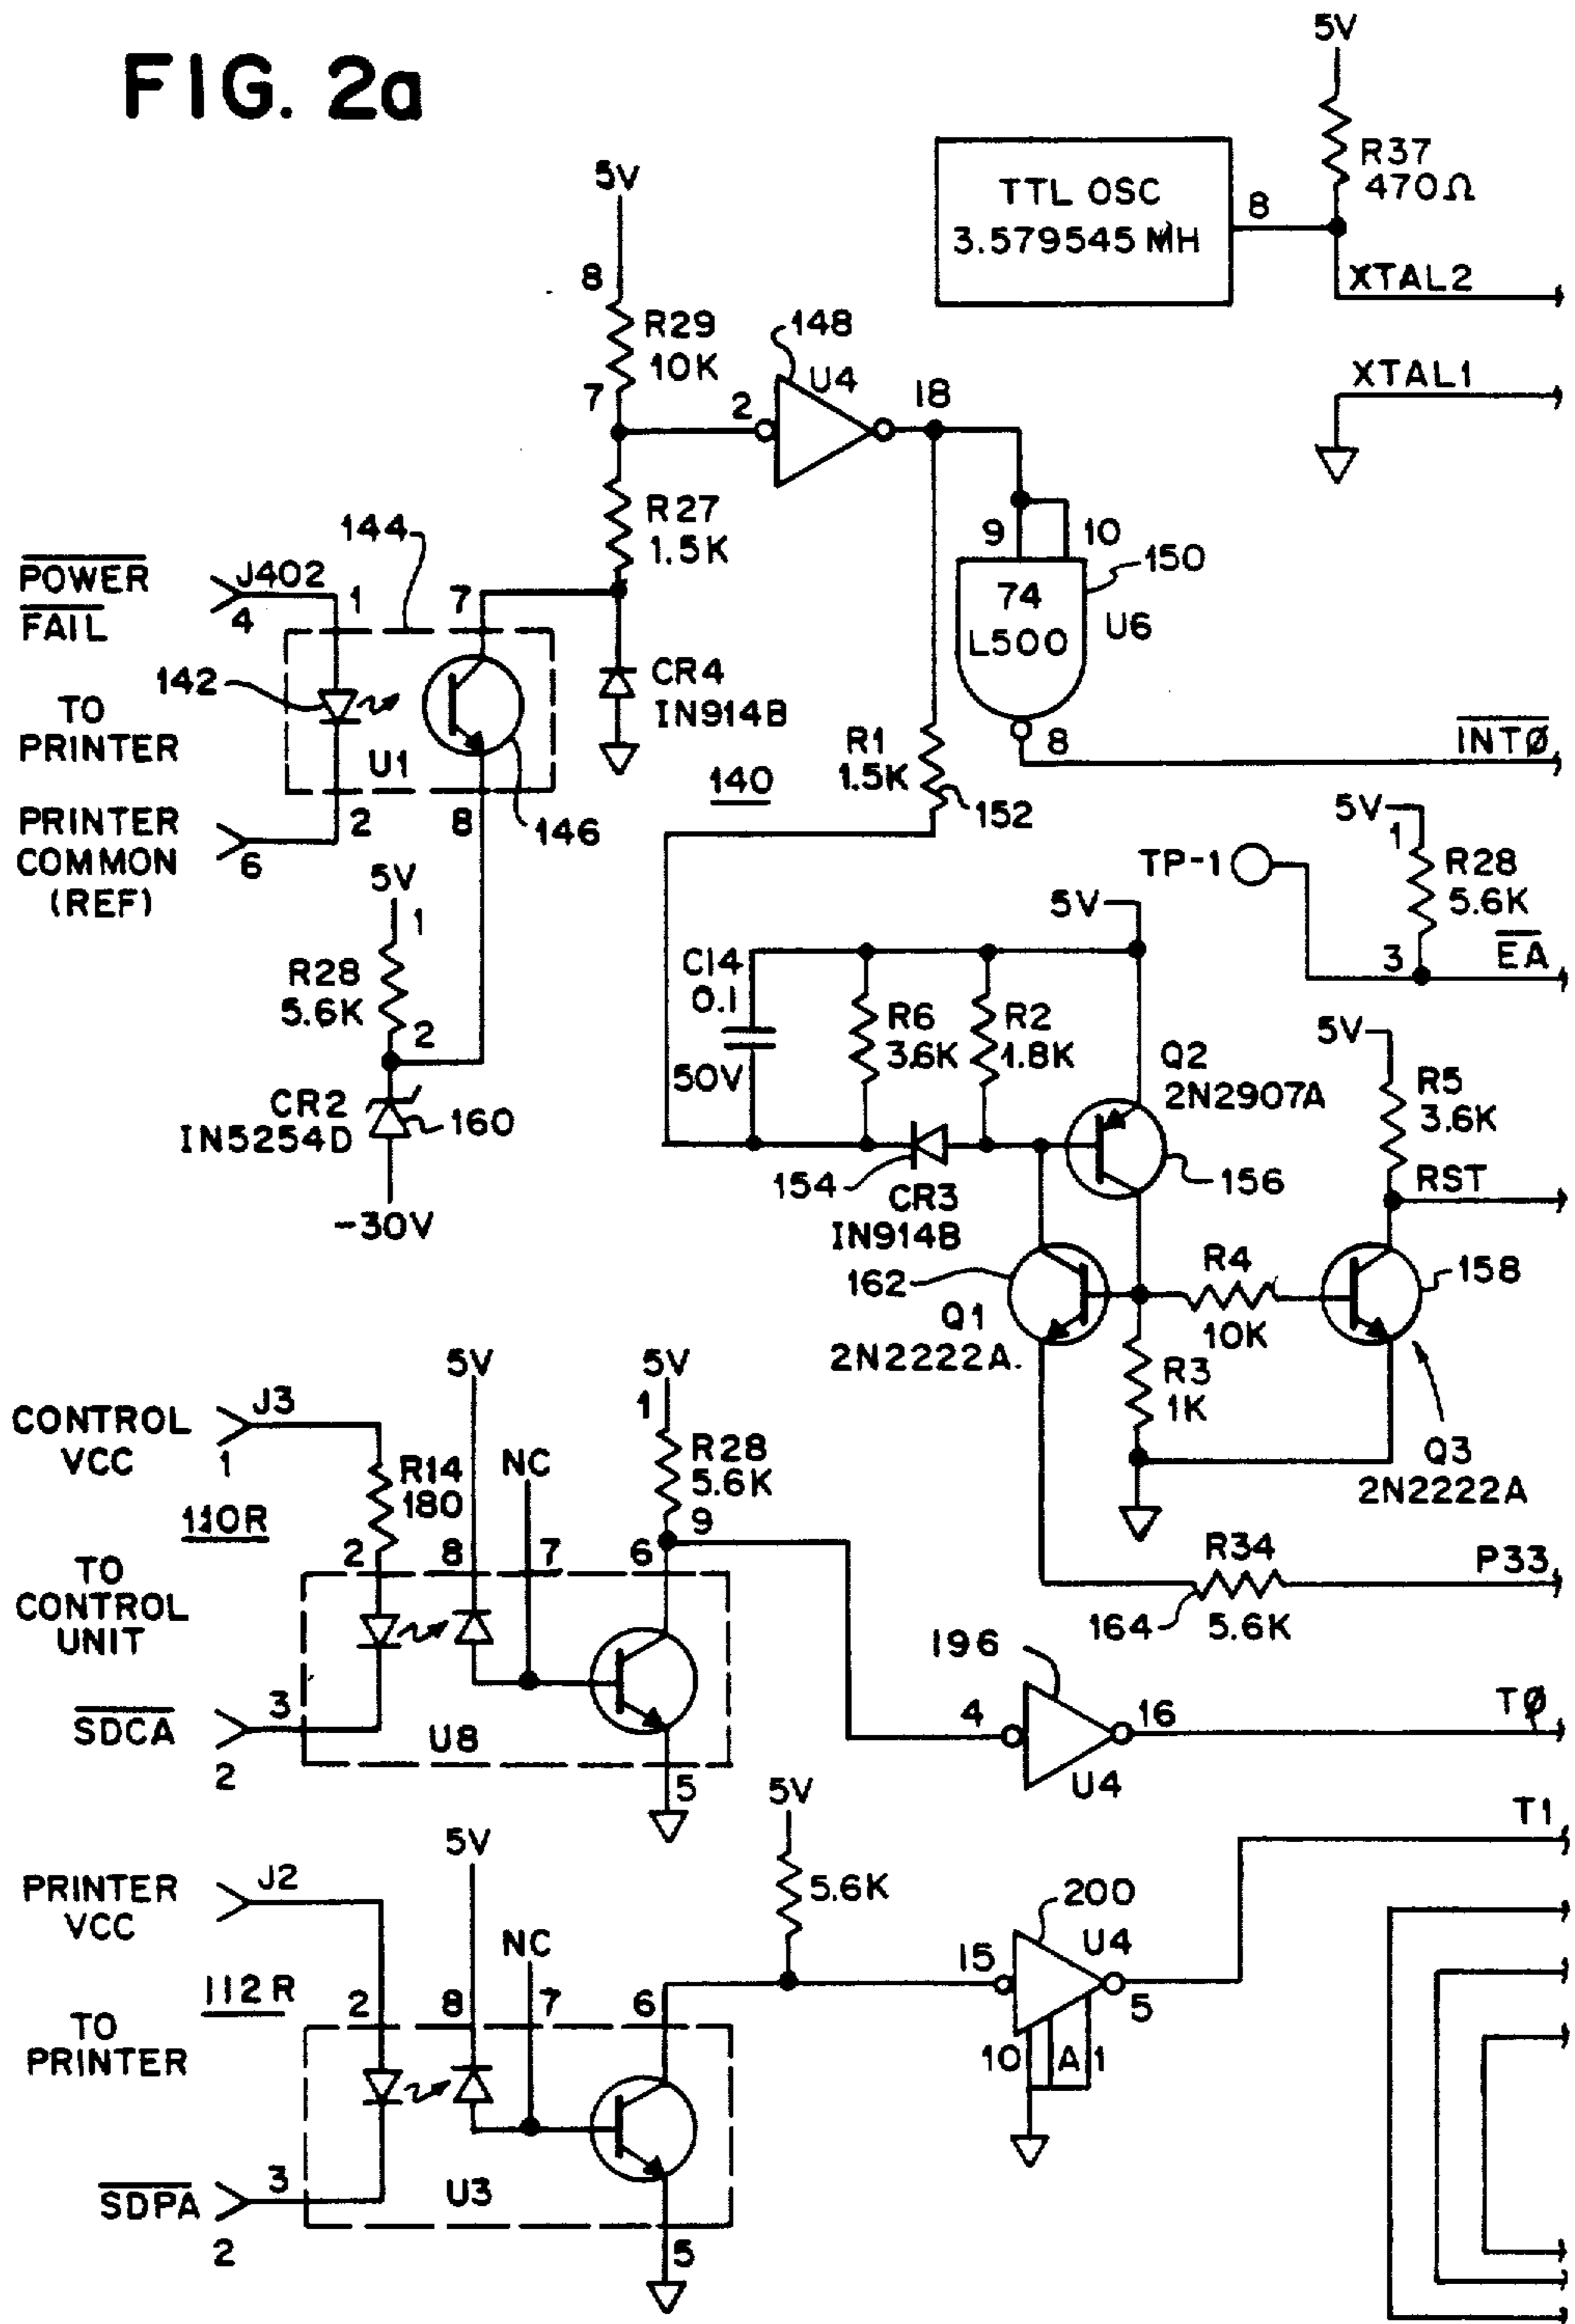 FIG. 2a
5V
R37
470Ω
TTL OSC
3.579545 MH
8
XTAL2
XTAL1
5V
8
R29
10K
7
2
148
U4
18
R27
1.5K
9
10
74
L500
150
U6
8
INTØ
144
POWER
FAIL
J402
4
1
7
142
TO
PRINTER
U1
CR4
IN914B
2
8
146
PRINTER
COMMON
(REF)
6
140
R1
1.5K
152
5V
1
R28
5.6K
2
CR2
IN5254D
160
-30V
TP-1
5V
1
R28
5.6K
3
EA
5V
C14
0.1
50V
R6
3.6K
R2
1.8K
Q2
2N2907A
154
CR3
IN914B
156
5V
R5
3.6K
RST
162
Q1
2N2222A.
R4
10K
158
R3
1K
Q3
2N2222A
R34
5.6K
164
P33
CONTROL
VCC
J3
1
R14
180
110R
5V
NC
5V
1
R28
5.6K
9
2
8
7
6
TO
CONTROL
UNIT
SDCA
3
2
U8
5
196
4
16
U4
TØ
PRINTER
VCC
J2
112R
5V
NC
5V
5.6K
2
8
7
6
TO
PRINTER
SDPA
3
2
U3
5
200
15
U4
5
10
A
1
T1